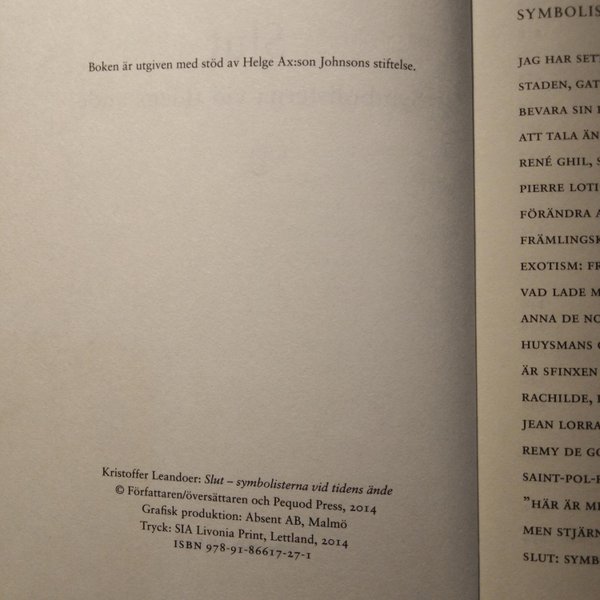 Boken är utgiven med stöd av Helge Ax:son Johnsons stiftelse.
Kristoffer Leandoer: Slut – symbolisterna vid tidens ände
© Författaren/översättaren och Pequod Press, 2014
Grafisk produktion: Absent AB, Malmö
Tryck: SIA Livonia Print, Lettland, 2014
ISBN 978-91-86617-27-1
SYMBOLIS
JAG HAR SETT
STADEN, GAT
BEVARA SIN
ATT TALA ÄN
RENÉ GHIL,
PIERRE LOTI
FÖRÄNDRA
FRÄMLINGSK
EXOTISM: FR
VAD LADE M
ANNA DE NO
HUYSMANS
ÄR SFINXEN
RACHILDE,
JEAN LORRA
REMY DE GO
SAINT-POL-
”HÄR ÄR ME
MEN STJÄRN
SLUT: SYMB